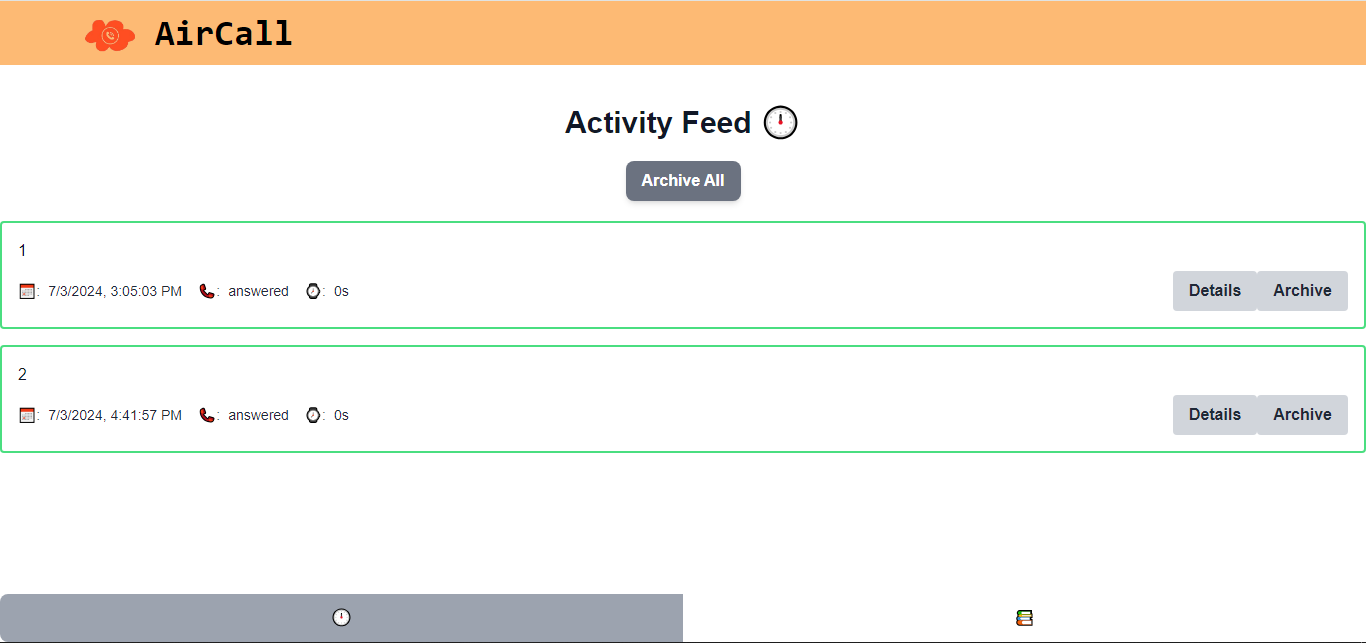 AirCall
Activity Feed
Archive All
1
: 7/3/2024, 3:05:03 PM : answered : 0s Details Archive
2
: 7/3/2024, 4:41:57 PM : answered : 0s Details Archive